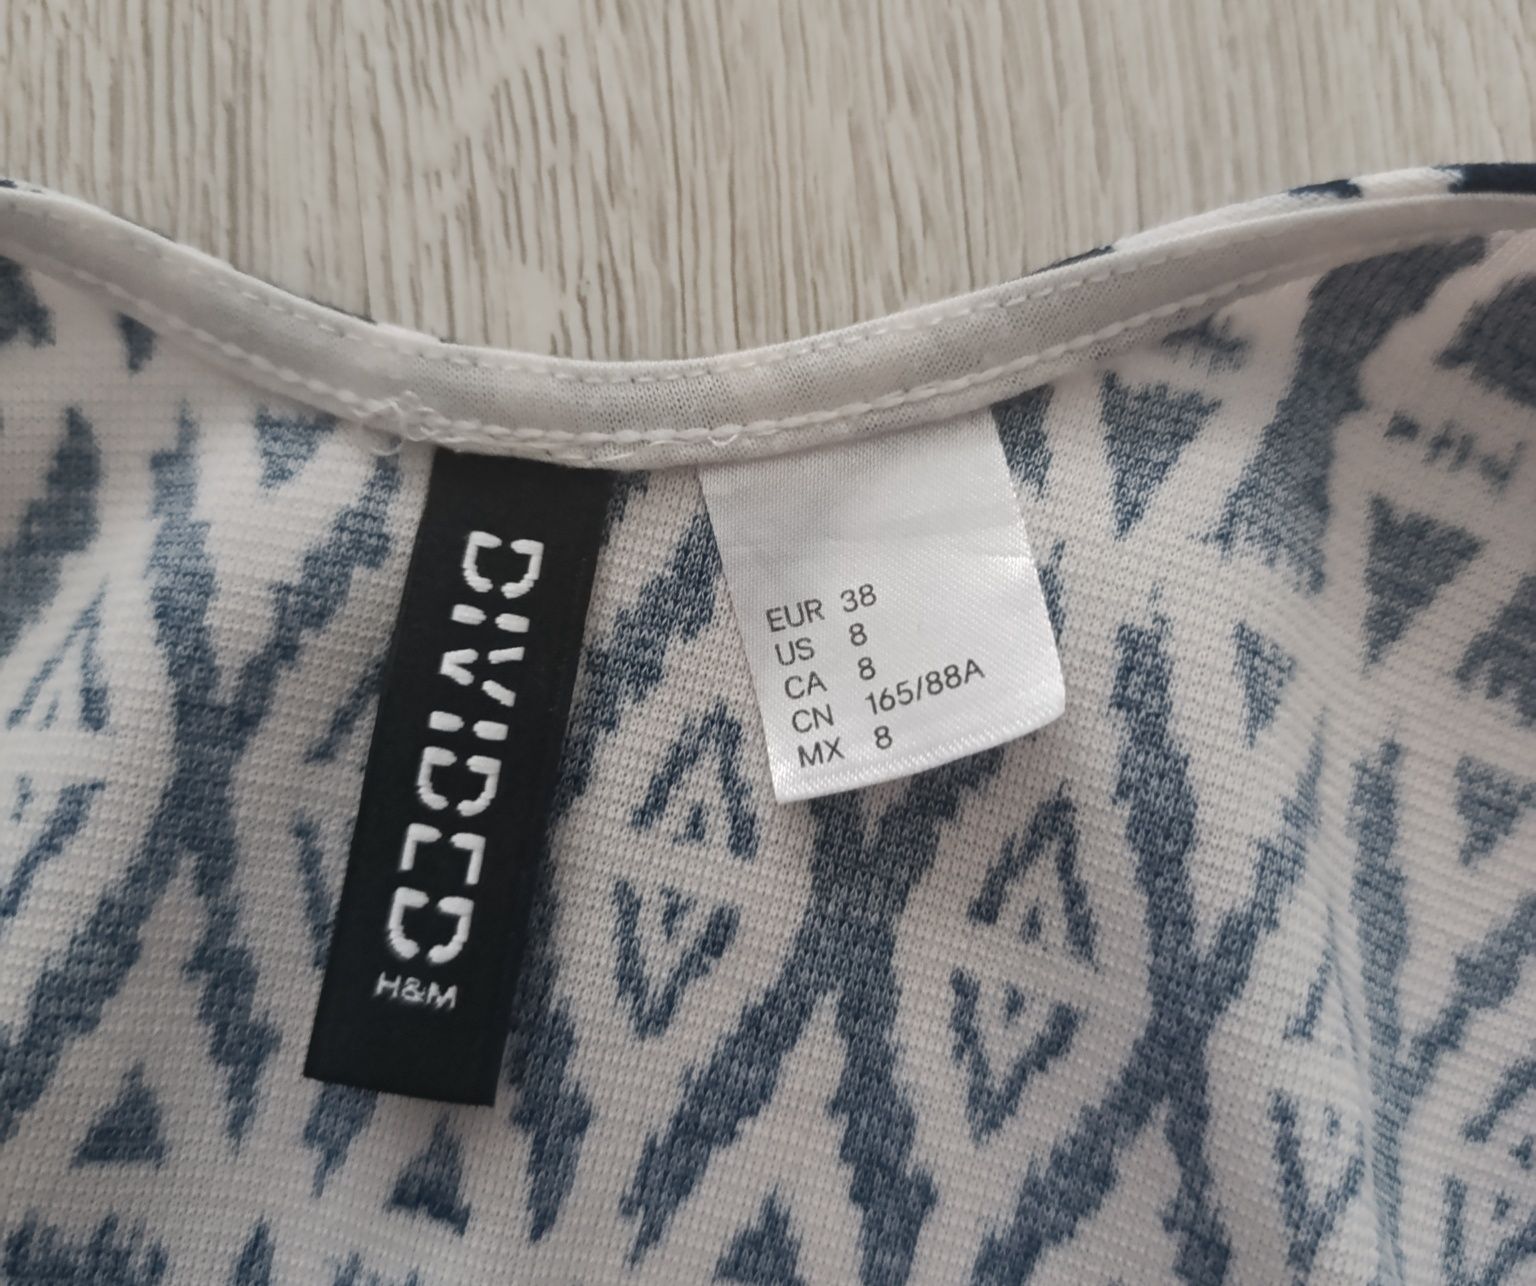 DIVIDED
H&M
EUR 38
US 8
CA 8
CN 165/88A
MX 8